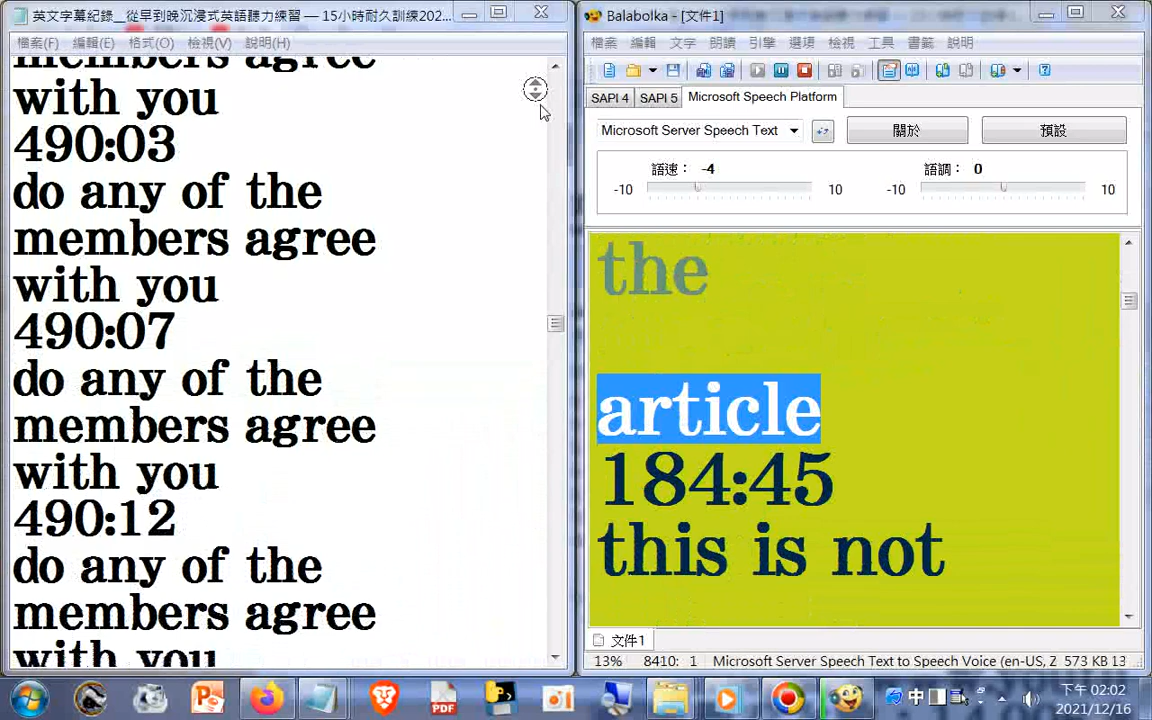 英文字幕紀錄__從早到晚沉浸式英語聽力練習 — 15小時耐久訓練202...
檔案(F) 編輯(E) 格式(O) 檢視(V) 說明(H)
members agree
with you
490:03
do any of the
members agree
with you
490:07
do any of the
members agree
with you
490:12
do any of the
members agree
with you
Balabolka - [文件1]
檔案 編輯 文字 朗讀 引擎 選項 檢視 工具 書籤 說明
SAPI 4 SAPI 5 Microsoft Speech Platform
Microsoft Server Speech Text 關於 預設
語速: -4 語調: 0
-10 10 -10 10
the
article
184:45
this is not
文件1
13% 8410: 1 Microsoft Server Speech Text to Speech Voice (en-US, Z 573 KB 13
PDF
中
下午 02:02
2021/12/16